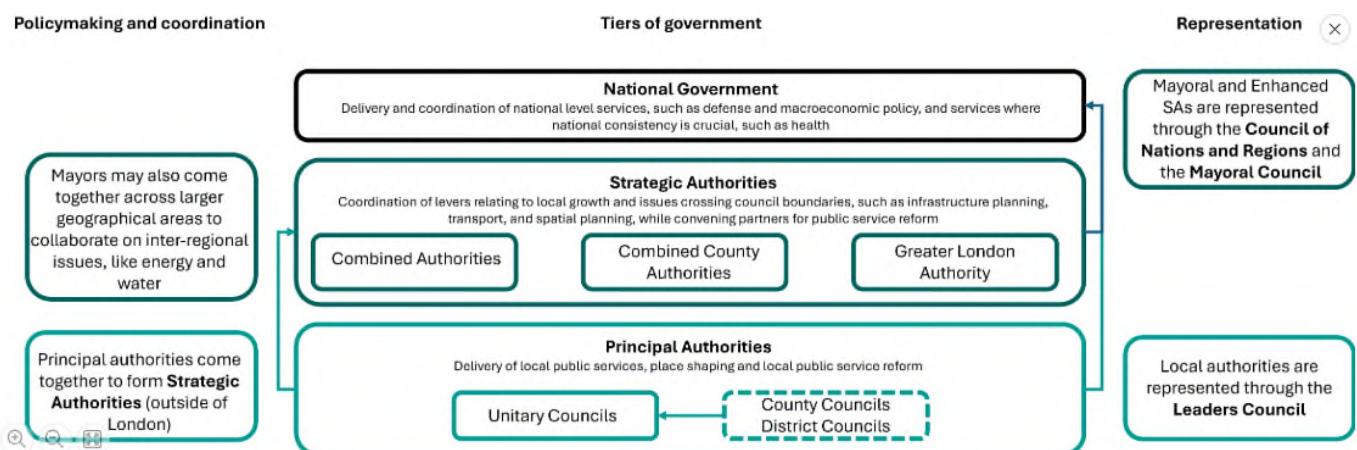 Policymaking and coordination
Tiers of government
Representation
National Government
Delivery and coordination of national level services, such as defense and macroeconomic policy, and services where
national consistency is crucial, such as health
Mayoral and Enhanced
SAs are represented
through the Council of
Nations and Regions and
the Mayoral Council
Mayors may also come
together across larger
geographical areas to
collaborate on inter-regional
issues, like energy and
water
Strategic Authorities
Coordination of levers relating to local growth and issues crossing council boundaries, such as infrastructure planning,
transport, and spatial planning, while convening partners for public service reform
Combined Authorities
Combined County
Authorities
Greater London
Authority
Principal authorities come
together to form Strategic
Authorities (outside of
London)
Principal Authorities
Delivery of local public services, place shaping and local public service reform
Unitary Councils
County Councils
District Councils
Local authorities are
represented through the
Leaders Council